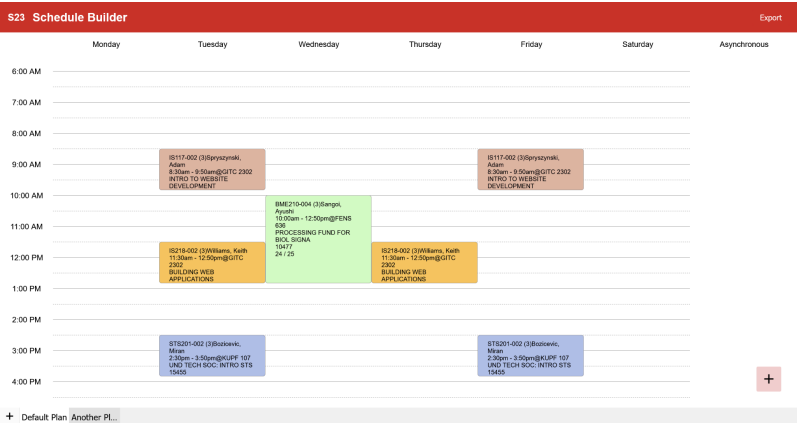 S23 Schedule Builder
Export
Monday Tuesday Wednesday Thursday Friday Saturday Asynchronous
6:00 AM
7:00 AM
8:00 AM
9:00 AM
10:00 AM
11:00 AM
12:00 PM
1:00 PM
2:00 PM
3:00 PM
4:00 PM
IS117-002 (3)Spryszynski,
Adam
8:30am - 9:50am@GITC 2302
INTRO TO WEBSITE
DEVELOPMENT
IS218-002 (3)Williams, Keith
11:30am - 12:50pm@GITC
2302
BUILDING WEB
APPLICATIONS
STS201-002 (3)Bozicevic,
Miran
2:30pm - 3:50pm@KUPF 107
UND TECH SOC: INTRO STS
15455
BME210-004 (3)Sangoi,
Ayushi
10:00am - 12:50pm@FENS
636
PROCESSING FUND FOR
BIOL SIGNA
10477
24 / 25
IS218-002 (3)Williams, Keith
11:30am - 12:50pm@GITC
2302
BUILDING WEB
APPLICATIONS
IS117-002 (3)Spryszynski,
Adam
8:30am - 9:50am@GITC 2302
INTRO TO WEBSITE
DEVELOPMENT
STS201-002 (3)Bozicevic,
Miran
2:30pm - 3:50pm@KUPF 107
UND TECH SOC: INTRO STS
15455
+
+ Default Plan Another Pl...